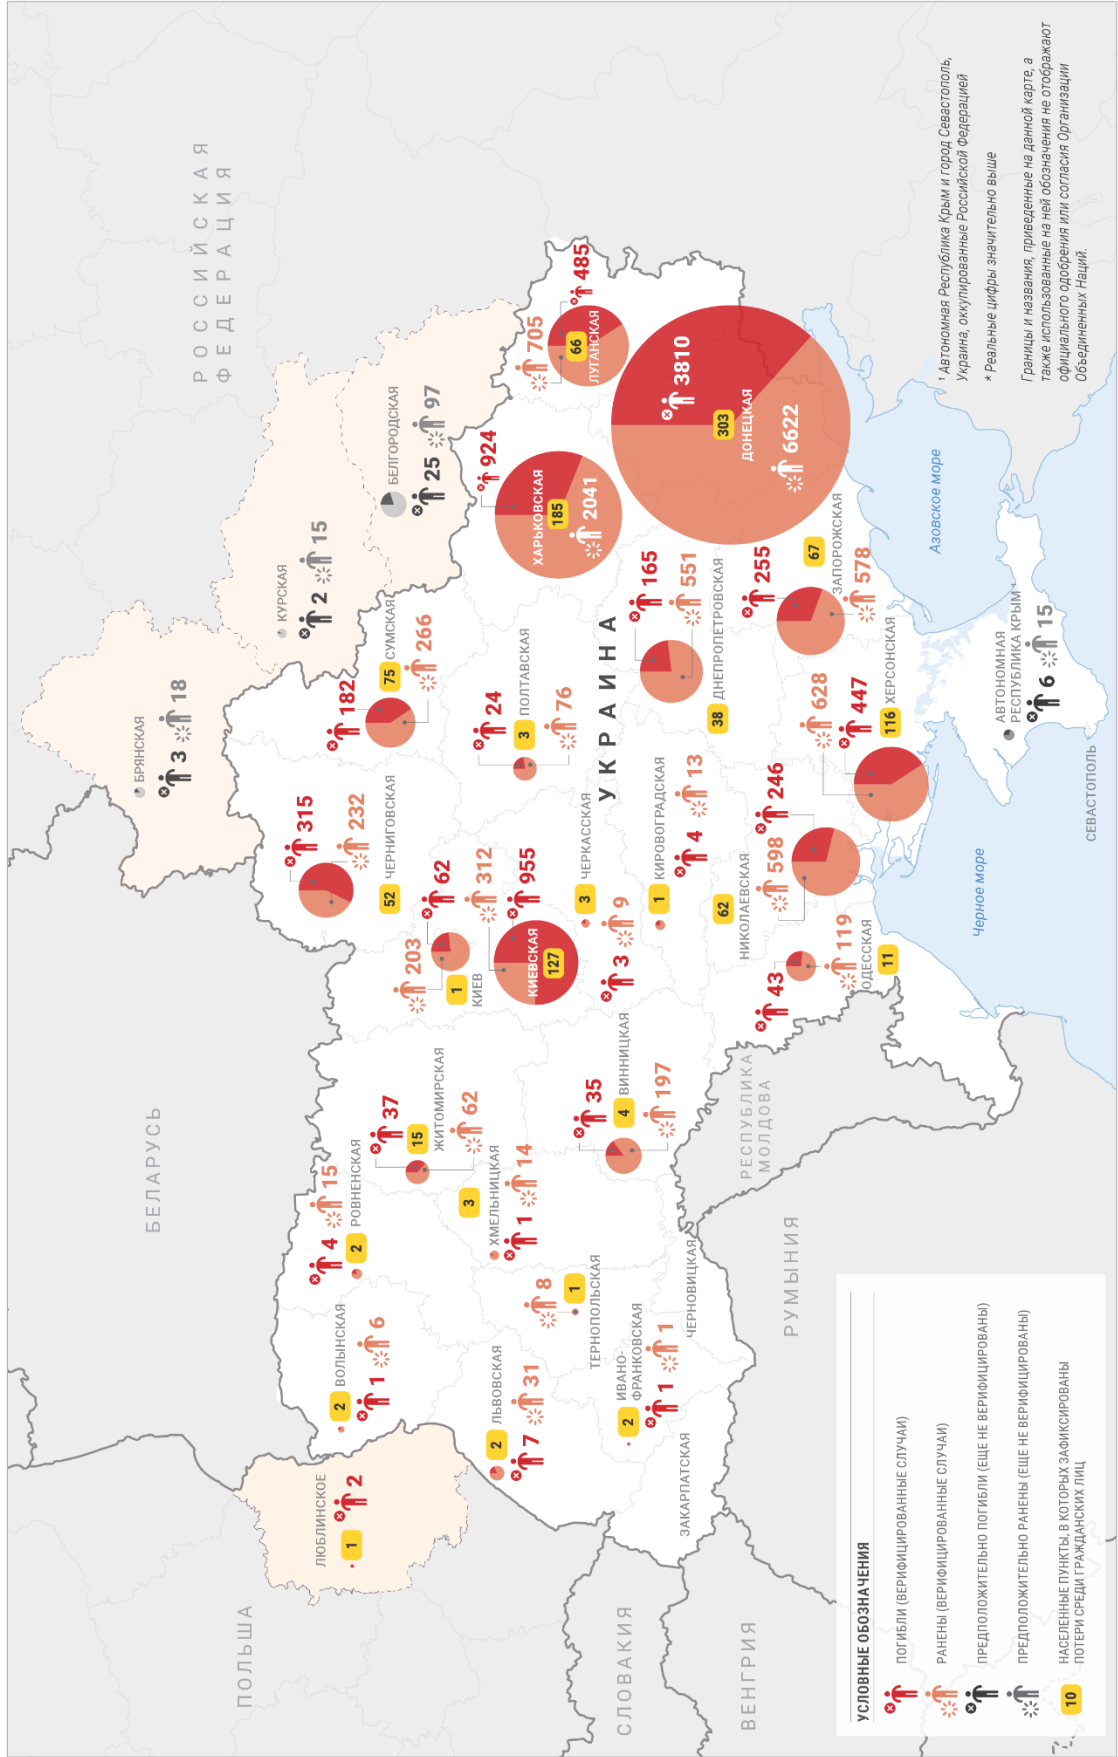 РОССИЙСКАЯ
ФЕДЕРАЦИЯ
БЕЛАРУСЬ
ПОЛЬША
СЛОВАКИЯ
ВЕНГРИЯ
РУМЫНИЯ
РЕСПУБЛИКА
МОЛДОВА
УКРАИНА
БРЯНСКАЯ
3
18
КУРСКАЯ
2
15
БЕЛГОРОДСКАЯ
25
97
ЛЮБЛИНСКОЕ
1
2
ВОЛЫНСКАЯ
2
1
6
РОВНЕНСКАЯ
2
4
15
ЖИТОМИРСКАЯ
15
37
62
КИЕВ
1
203
62
КИЕВСКАЯ
127
312
955
ЧЕРНИГОВСКАЯ
52
315
232
СУМСКАЯ
75
182
266
ПОЛТАВСКАЯ
3
24
76
ХАРЬКОВСКАЯ
185
924
2041
ЛУГАНСКАЯ
66
705
485
ДОНЕЦКАЯ
303
3810
6622
ЛЬВОВСКАЯ
2
7
31
ТЕРНОПОЛЬСКАЯ
1
8
ХМЕЛЬНИЦКАЯ
3
1
14
ВИННИЦКАЯ
4
35
197
ЧЕРКАССКАЯ
3
3
9
КИРОВОГРАДСКАЯ
1
4
13
ДНЕПРОПЕТРОВСКАЯ
38
165
551
ЗАПОРОЖСКАЯ
67
255
578
ИВАНО-
ФРАНКОВСКАЯ
2
1
1
ЧЕРНОВИЦКАЯ
ЗАКАРПАТСКАЯ
ОДЕССКАЯ
11
43
119
НИКОЛАЕВСКАЯ
62
598
246
ХЕРСОНСКАЯ
116
628
447
АВТОНОМНАЯ
РЕСПУБЛИКА КРЫМ¹
6
15
СЕВАСТОПОЛЬ
Азовское море
Черное море
¹ Автономная Республика Крым и город Севастополь,
Украина, оккупированные Российской Федерацией
* Реальные цифры значительно выше
Границы и названия, приведенные на данной карте, а
также использованные на ней обозначения не отображают
официального одобрения или согласия Организации
Объединенных Наций.
УСЛОВНЫЕ ОБОЗНАЧЕНИЯ
ПОГИБЛИ (ВЕРИФИЦИРОВАННЫЕ СЛУЧАИ)
РАНЕНЫ (ВЕРИФИЦИРОВАННЫЕ СЛУЧАИ)
ПРЕДПОЛОЖИТЕЛЬНО ПОГИБЛИ (ЕЩЕ НЕ ВЕРИФИЦИРОВАНЫ)
ПРЕДПОЛОЖИТЕЛЬНО РАНЕНЫ (ЕЩЕ НЕ ВЕРИФИЦИРОВАНЫ)
10
НАСЕЛЕННЫЕ ПУНКТЫ, В КОТОРЫХ ЗАФИКСИРОВАНЫ
ПОТЕРИ СРЕДИ ГРАЖДАНСКИХ ЛИЦ